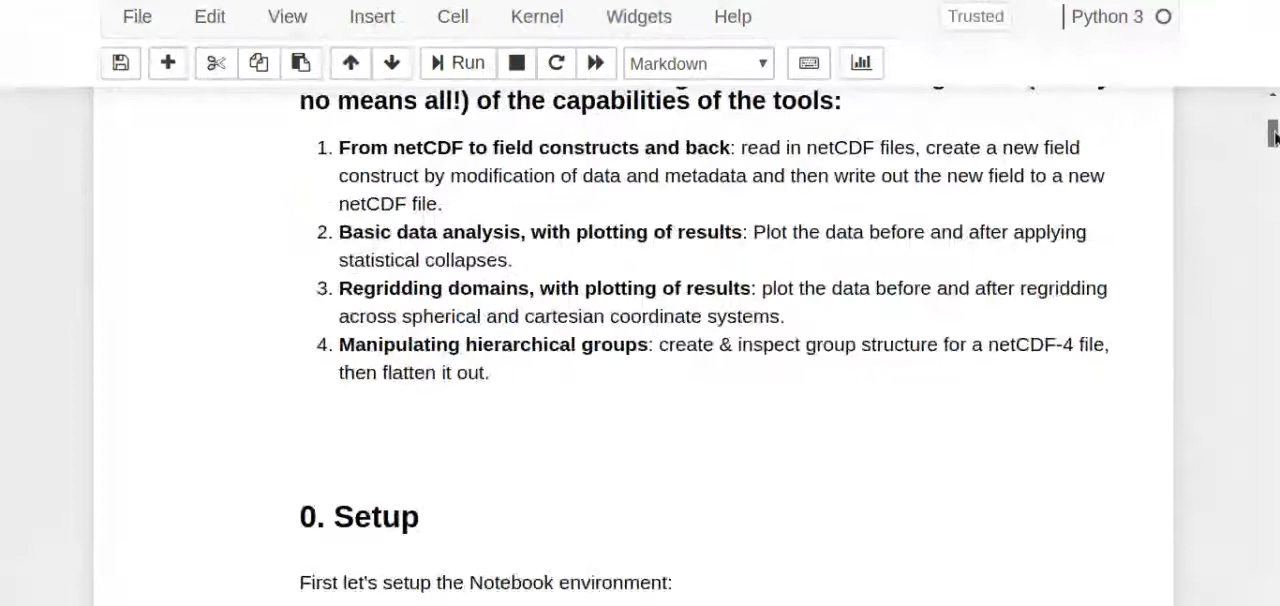 File Edit View Insert Cell Kernel Widgets Help Trusted Python 3
Run Markdown
no means all!) of the capabilities of the tools:
1. From netCDF to field constructs and back: read in netCDF files, create a new field
construct by modification of data and metadata and then write out the new field to a new
netCDF file.
2. Basic data analysis, with plotting of results: Plot the data before and after applying
statistical collapses.
3. Regridding domains, with plotting of results: plot the data before and after regridding
across spherical and cartesian coordinate systems.
4. Manipulating hierarchical groups: create & inspect group structure for a netCDF-4 file,
then flatten it out.
0. Setup
First let's setup the Notebook environment: